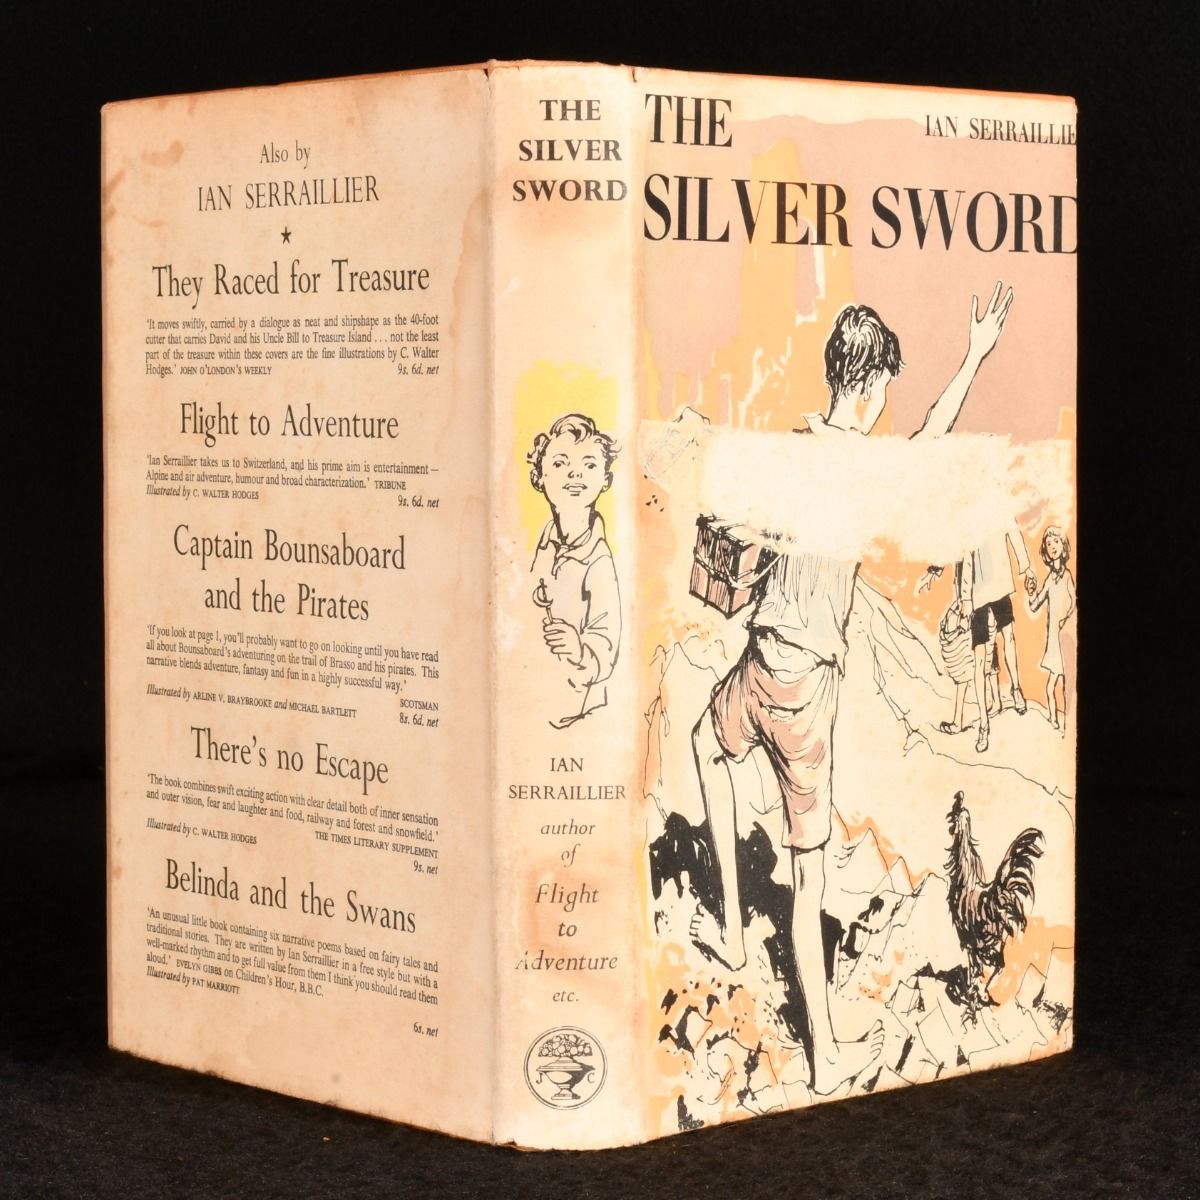 Also by
IAN SERRAILLIER
★
They Raced for Treasure
'It moves swiftly, carried by a dialogue as neat and shipshape as the 40-foot
cutter that carries David and his Uncle Bill to Treasure Island . . . not the least
part of the treasure within these covers are the fine illustrations by C. Walter
Hodges.' JOHN O'LONDON'S WEEKLY 9s. 6d. net
Flight to Adventure
'Ian Serraillier takes us to Switzerland, and his prime aim is entertainment —
Alpine and air adventure, humour and broad characterization.' TRIBUNE
Illustrated by C. WALTER HODGES 9s. 6d. net
Captain Bounsaboard
and the Pirates
'If you look at page 1, you'll probably want to go on looking until you have read
all about Bounsaboard's adventuring on the trail of Brasso and his pirates. This
narrative blends adventure, fantasy and fun in a highly successful way.'
SCOTSMAN
Illustrated by ARLINE V. BRAYBROOKE and MICHAEL BARTLETT 8s. 6d. net
There's no Escape
'The book combines swift exciting action with clear detail both of inner sensation
and outer vision, fear and laughter and food, railway and forest and snowfield.'
THE TIMES LITERARY SUPPLEMENT
Illustrated by C. WALTER HODGES 9s. net
Belinda and the Swans
'An unusual little book containing six narrative poems based on fairy tales and
traditional stories. They are written by Ian Serraillier in a free style but with a
well-marked rhythm and to get full value from them I think you should read them
aloud.' EVELYN GIBBS on Children's Hour, B.B.C.
Illustrated by PAT MARRIOTT
6s. net
THE
SILVER
SWORD
IAN
SERRAILLIER
author
of
Flight
to
Adventure
etc.
J C
THE
IAN SERRAILLIE
SILVER SWORD